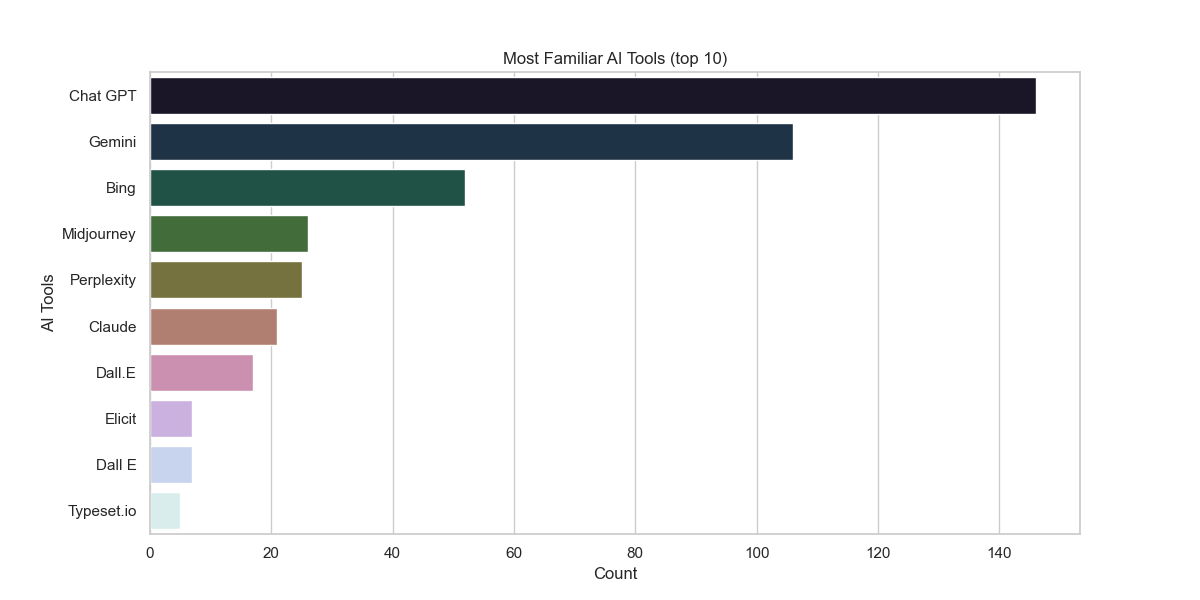 Most Familiar AI Tools (top 10)
Chat GPT
Gemini
Bing
Midjourney
Perplexity
Claude
Dall.E
Elicit
Dall E
Typeset.io
AI Tools
0 20 40 60 80 100 120 140
Count